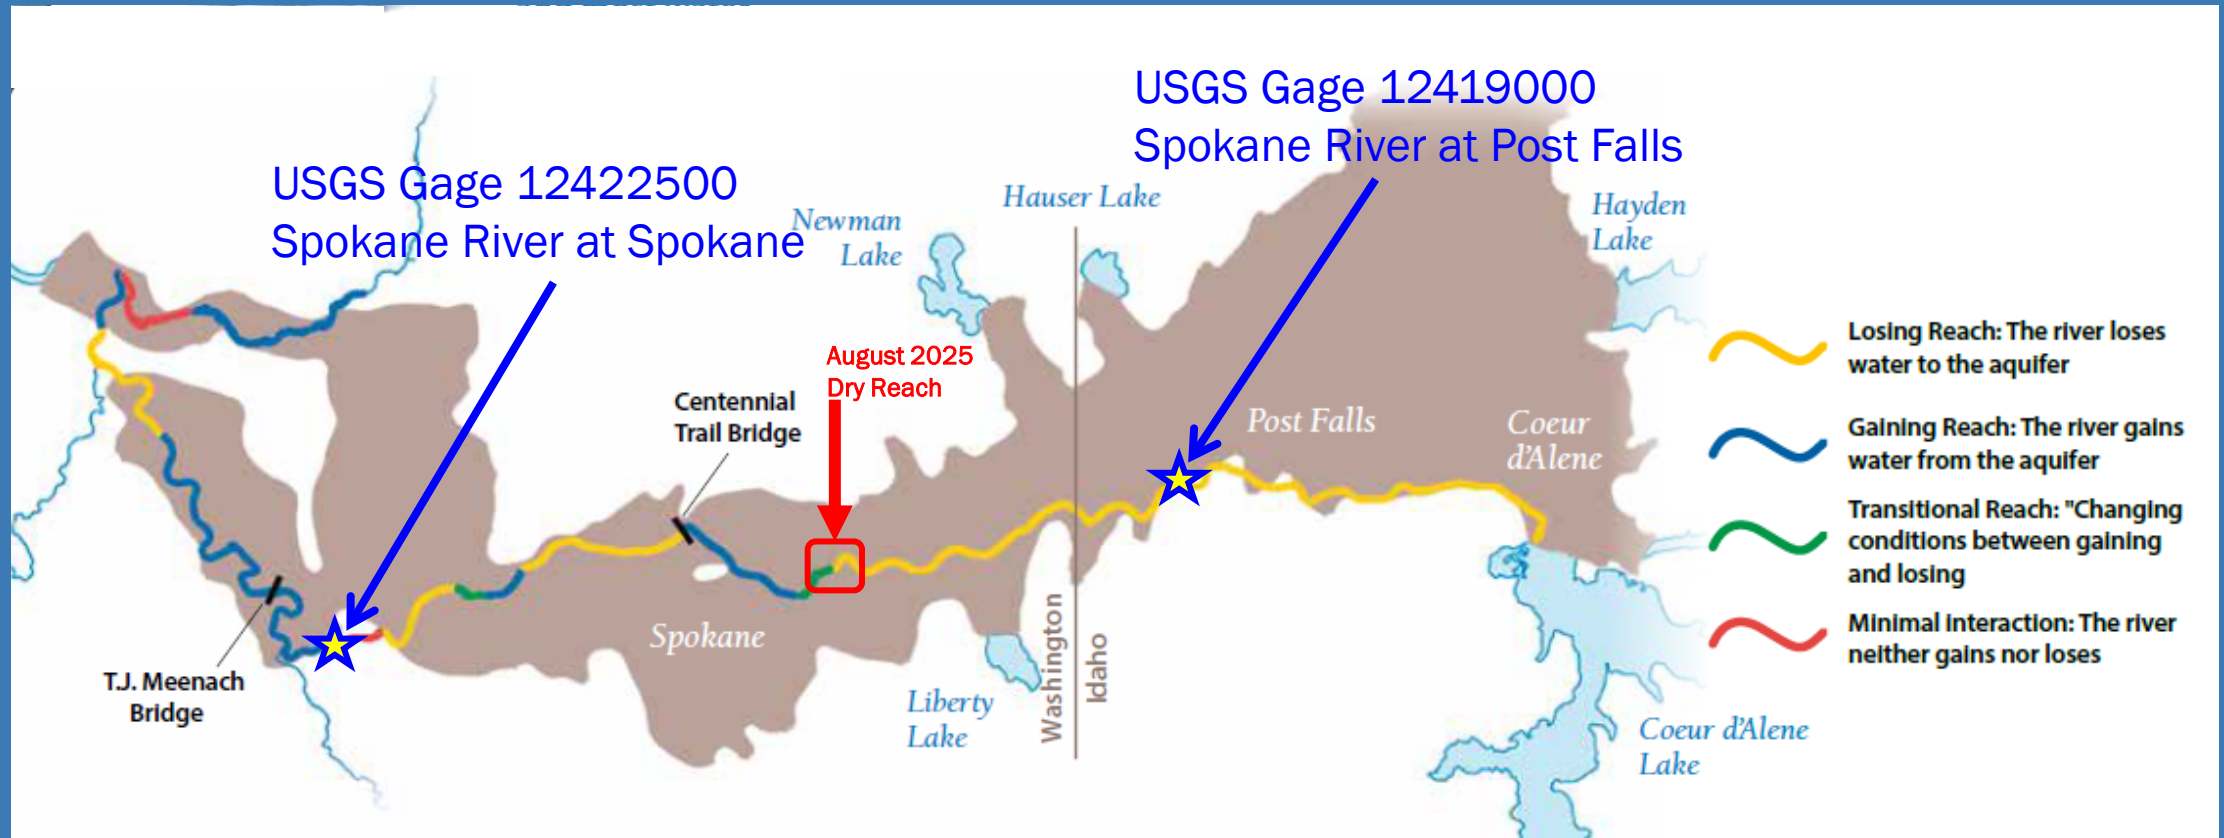 USGS Gage 12419000
Spokane River at Post Falls
USGS Gage 12422500
Spokane River at Spokane
Newman
Lake
Hauser Lake
Hayden
Lake
August 2025
Dry Reach
Centennial
Trail Bridge
Post Falls
Coeur
d'Alene
Spokane
T.J. Meenach
Bridge
Liberty
Lake
Washington
Idaho
Coeur d'Alene
Lake
Losing Reach: The river loses
water to the aquifer
Gaining Reach: The river gains
water from the aquifer
Transitional Reach: "Changing
conditions between gaining
and losing
Minimal interaction: The river
neither gains nor loses